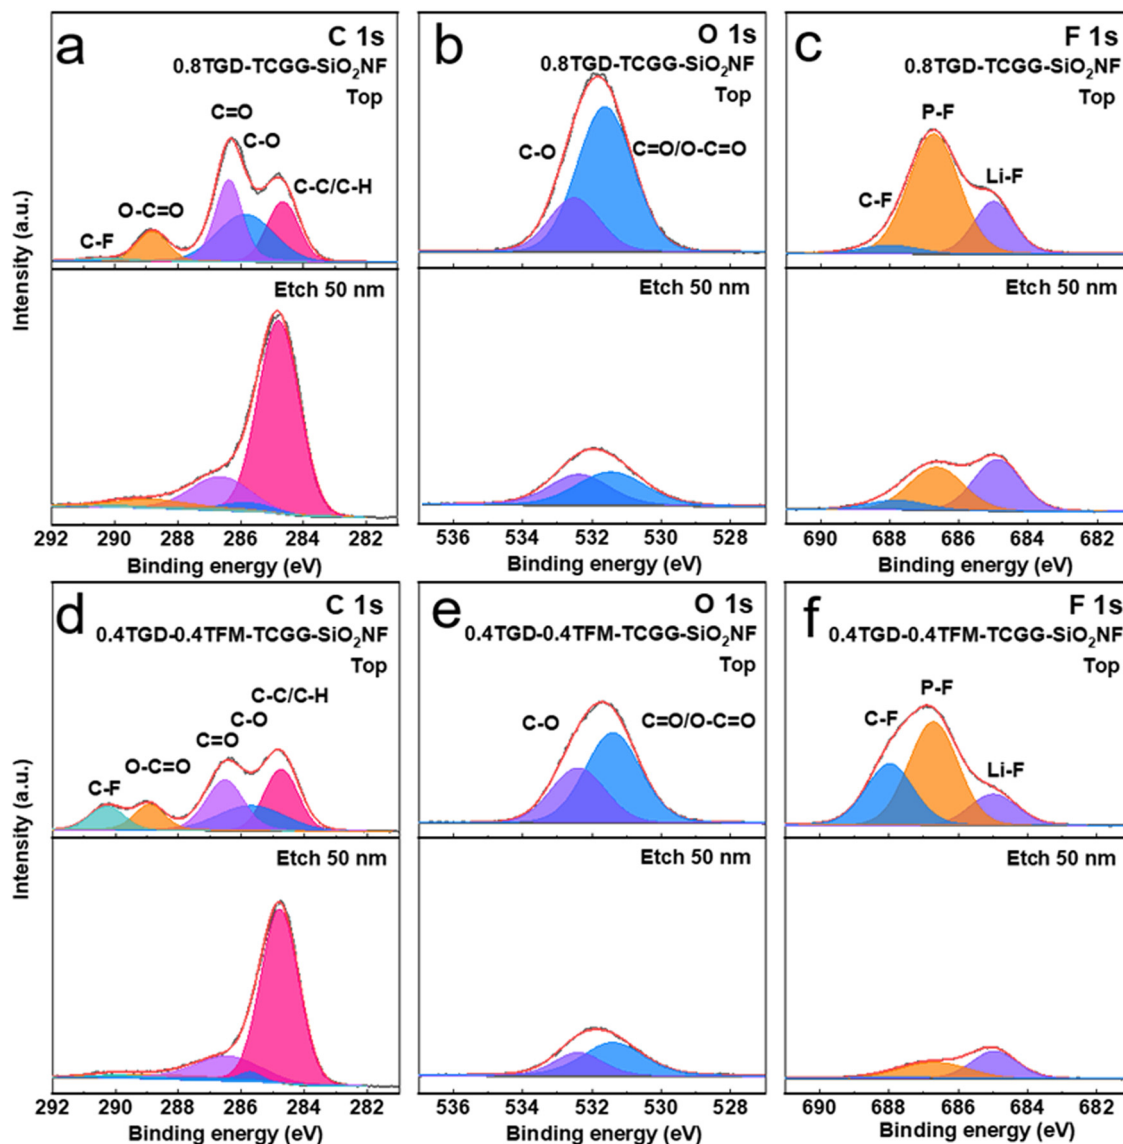 a
C 1s
0.8TGD-TCGG-SiO₂NF
Top
C=O
C-O
C-C/C-H
O-C=O
C-F
Etch 50 nm
Intensity (a.u.)
292 290 288 286 284 282
Binding energy (eV)
b
O 1s
0.8TGD-TCGG-SiO₂NF
Top
C-O
C=O/O-C=O
Etch 50 nm
536 534 532 530 528
Binding energy (eV)
c
F 1s
0.8TGD-TCGG-SiO₂NF
Top
P-F
Li-F
C-F
Etch 50 nm
690 688 686 684 682
Binding energy (eV)
d
C 1s
0.4TGD-0.4TFM-TCGG-SiO₂NF
Top
C-C/C-H
C-O
C=O
O-C=O
C-F
Etch 50 nm
Intensity (a.u.)
292 290 288 286 284 282
Binding energy (eV)
e
O 1s
0.4TGD-0.4TFM-TCGG-SiO₂NF
Top
C-O
C=O/O-C=O
Etch 50 nm
536 534 532 530 528
Binding energy (eV)
f
F 1s
0.4TGD-0.4TFM-TCGG-SiO₂NF
Top
P-F
C-F
Li-F
Etch 50 nm
690 688 686 684 682
Binding energy (eV)